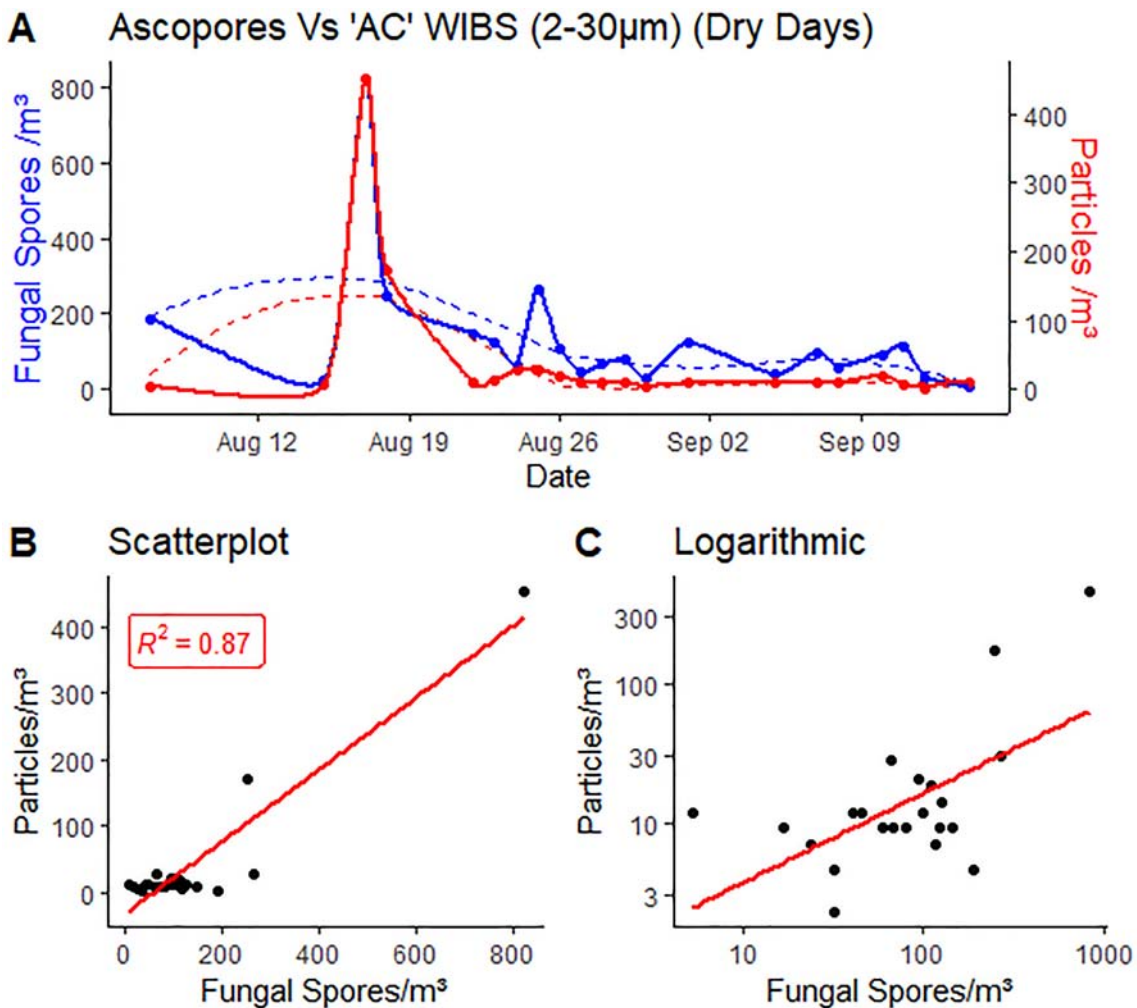 A Ascopores Vs 'AC' WIBS (2-30µm) (Dry Days)
Fungal Spores /m³
800
600
400
200
0
400
300
200
100
0
Particles /m³
Aug 12 Aug 19 Aug 26 Sep 02 Sep 09
Date
B Scatterplot
R² = 0.87
Particles/m³
400
300
200
100
0
0 200 400 600 800
Fungal Spores/m³
C Logarithmic
Particles/m³
300
100
30
10
3
10 100 1000
Fungal Spores/m³